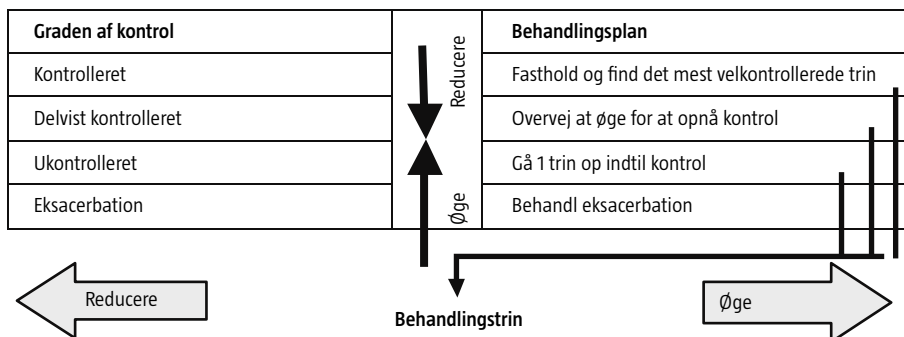 Graden af kontrol
Reducere
Behandlingsplan
Kontrolleret
Fasthold og find det mest velkontrollerede trin
Delvist kontrolleret
Overvej at øge for at opnå kontrol
Ukontrolleret
Gå 1 trin op indtil kontrol
Eksacerbation
Øge
Behandl eksacerbation
Reducere
Behandlingstrin
Øge